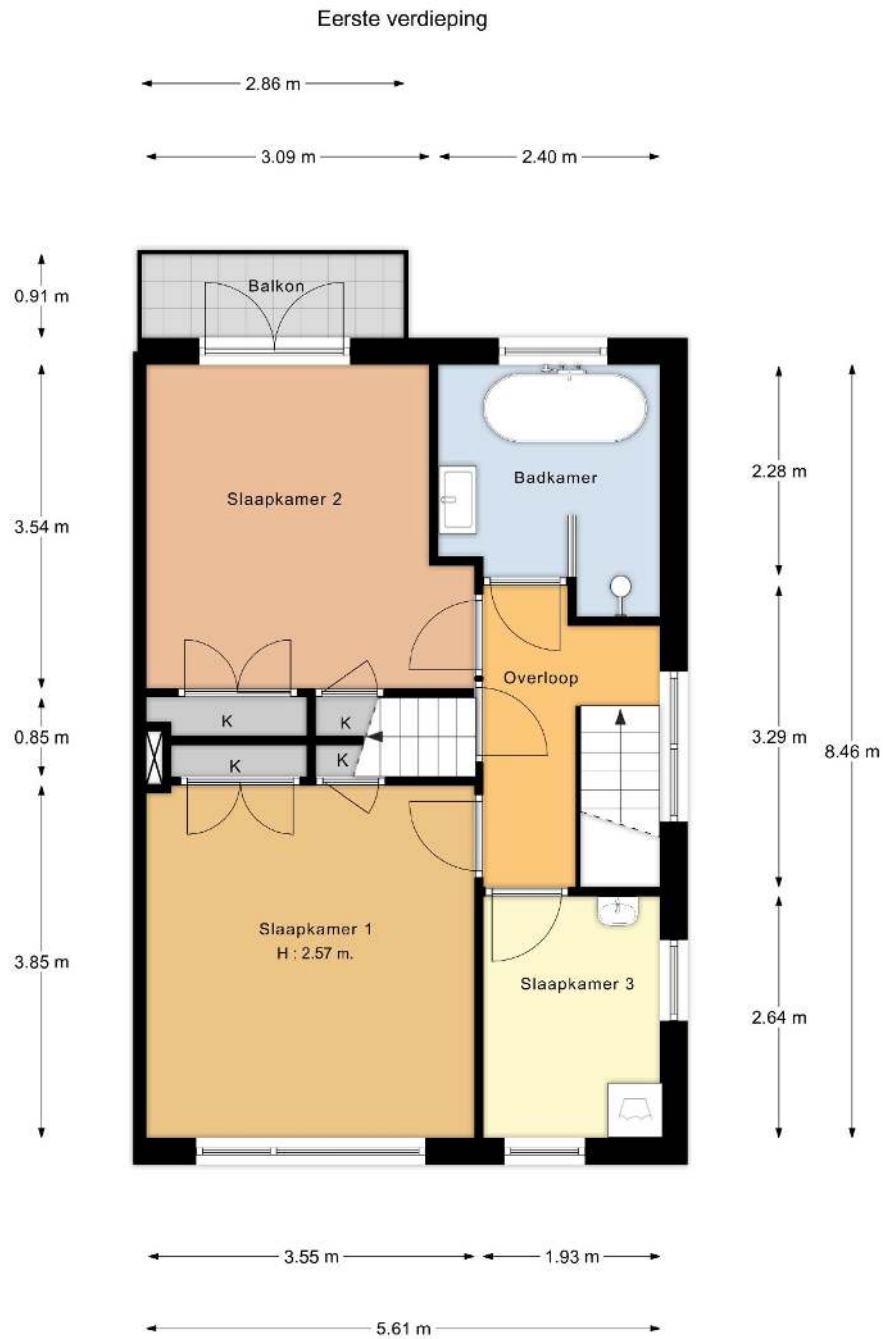 Eerste verdieping
2.86 m
3.09 m
2.40 m
0.91 m
Balkon
Badkamer
2.28 m
Slaapkamer 2
3.54 m
Overloop
K
K
0.85 m
3.29 m
8.46 m
K
K
Slaapkamer 1
H : 2.57 m.
3.85 m
Slaapkamer 3
2.64 m
3.55 m
1.93 m
5.61 m